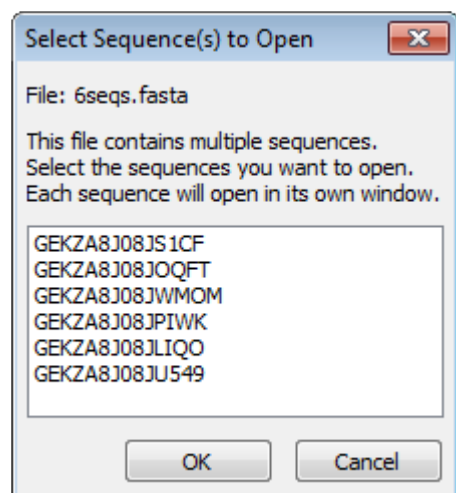 Select Sequence(s) to Open
File: 6seqs.fasta
This file contains multiple sequences.
Select the sequences you want to open.
Each sequence will open in its own window.
GEKZA8J08JS1CF
GEKZA8J08JOQFT
GEKZA8J08JWMOM
GEKZA8J08JPIWK
GEKZA8J08JLIQO
GEKZA8J08JU549
OK Cancel